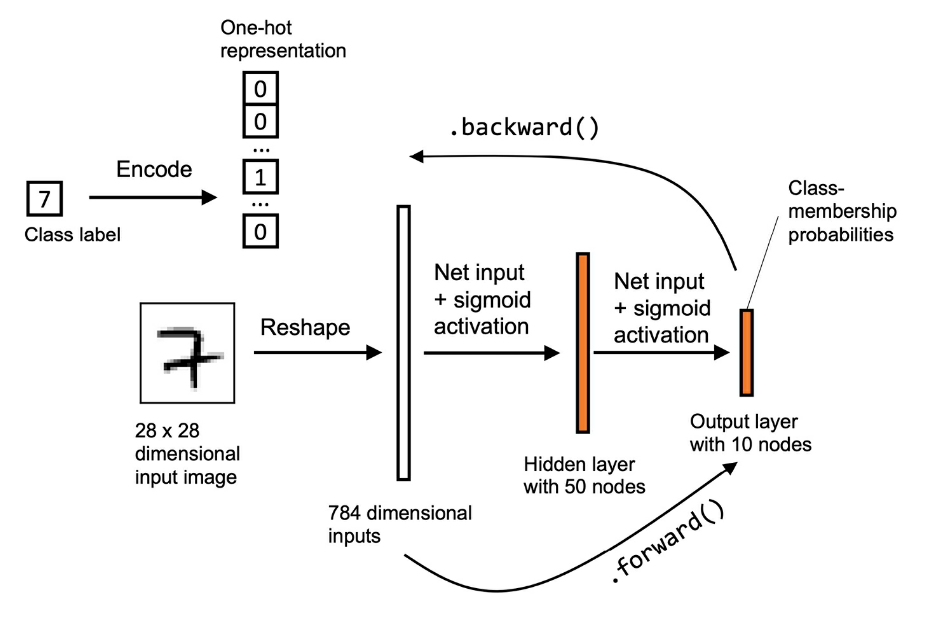 One-hot
representation
0
0
...
1
...
0
Encode
7
Class label
.backward()
Class-
membership
probabilities
Net input
+ sigmoid
activation
Net input
+ sigmoid
activation
Reshape
7
28 x 28
dimensional
input image
Output layer
with 10 nodes
Hidden layer
with 50 nodes
784 dimensional
inputs
.forward()